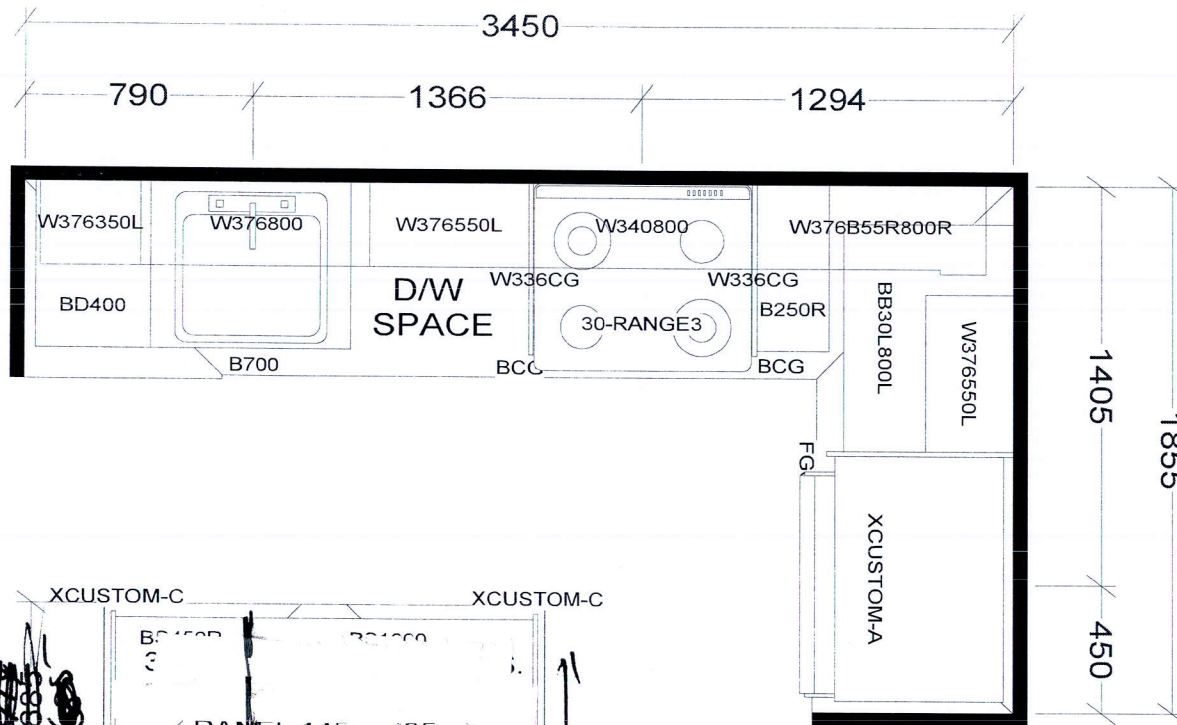 3450
790 1366 1294
W376350L W376800 W376550L W340800 W376B55R800R
W336CG W336CG
BD400 D/W SPACE 30-RANGE3 B250R
B700 BCG BCG
BB30L800L
W376550L
1405
1855
FG
XCUSTOM-A
450
XCUSTOM-C XCUSTOM-C